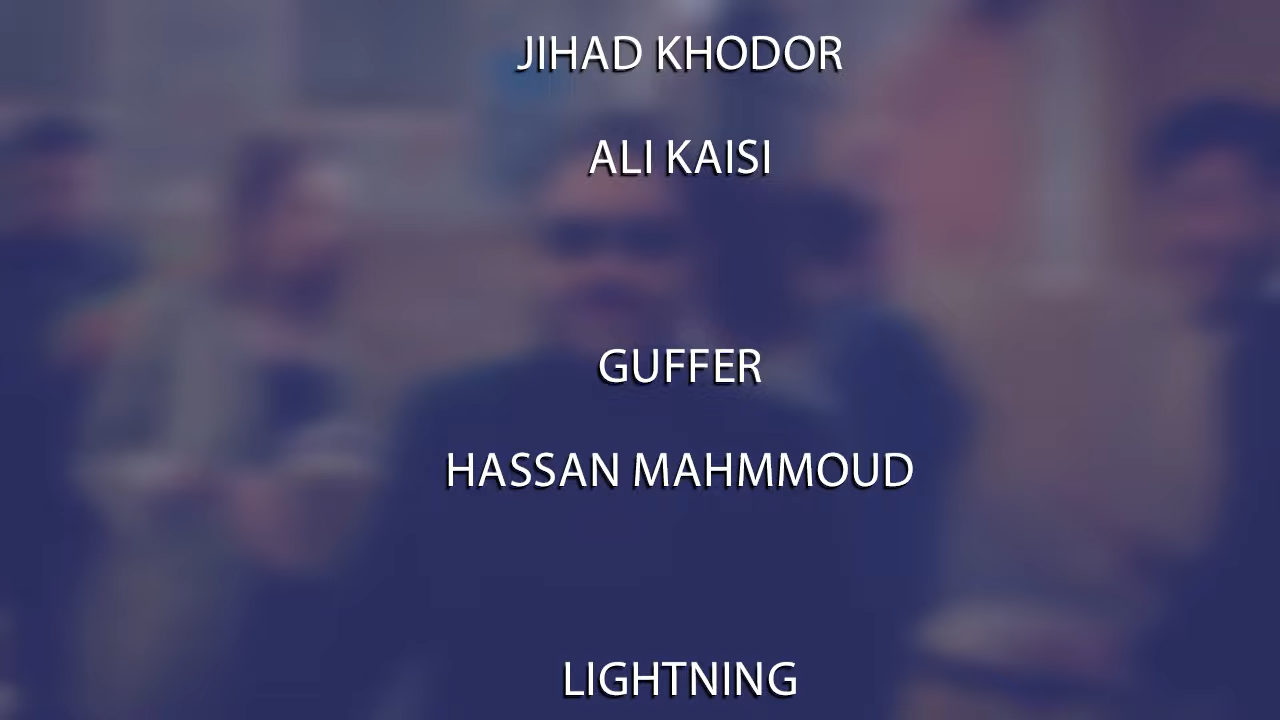 JIHAD KHODOR
ALI KAISI
GUFFER
HASSAN MAHMMOUD
LIGHTNING